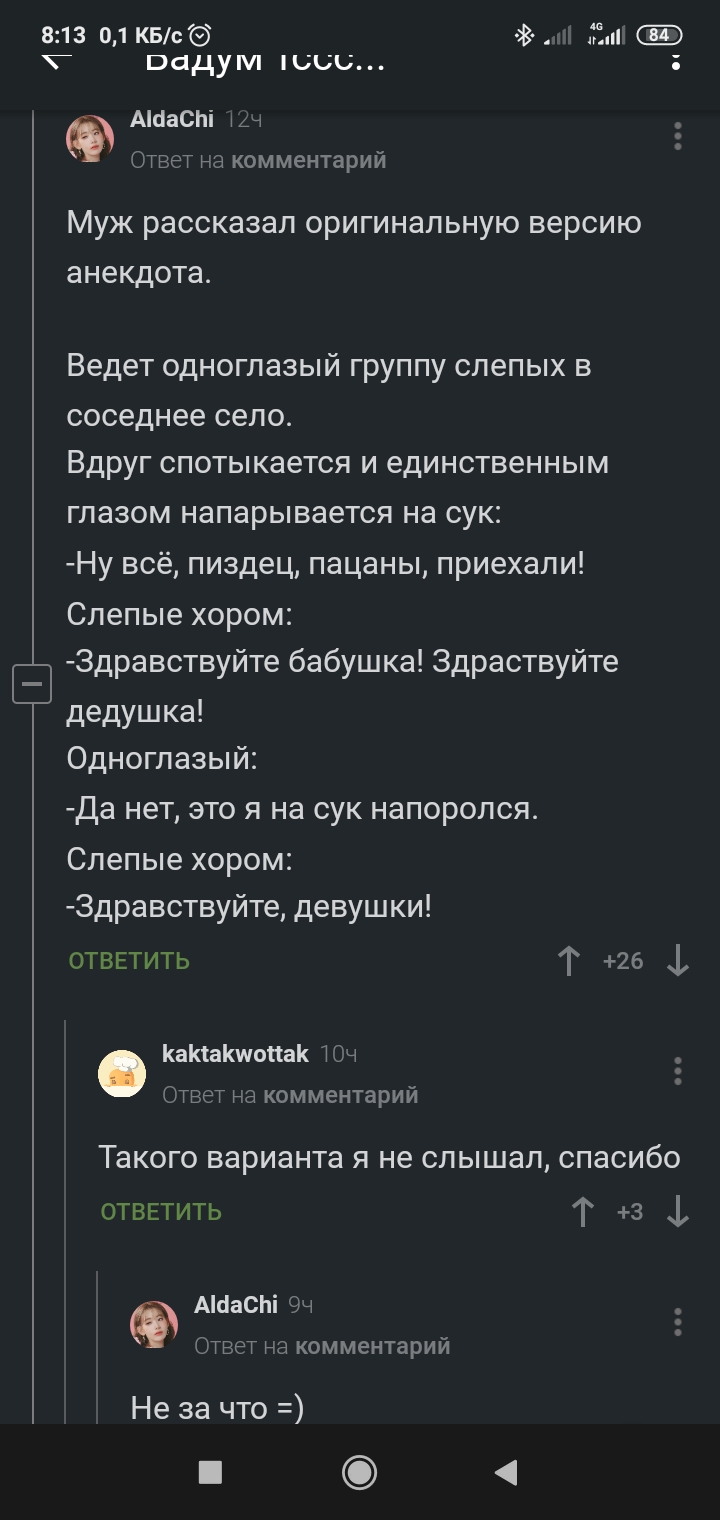 8:13 0,1 КБ/с 4G 84
Бадум тссс...
AldaChi 12ч
Ответ на комментарий
Муж рассказал оригинальную версию
анекдота.
Ведет одноглазый группу слепых в
соседнее село.
Вдруг спотыкается и единственным
глазом напарывается на сук:
-Ну всё, пиздец, пацаны, приехали!
Слепые хором:
-Здравствуйте бабушка! Здраствуйте
дедушка!
Одноглазый:
-Да нет, это я на сук напоролся.
Слепые хором:
-Здравствуйте, девушки!
ОТВЕТИТЬ +26
kaktakwottak 10ч
Ответ на комментарий
Такого варианта я не слышал, спасибо
ОТВЕТИТЬ +3
AldaChi 9ч
Ответ на комментарий
Не за что =)